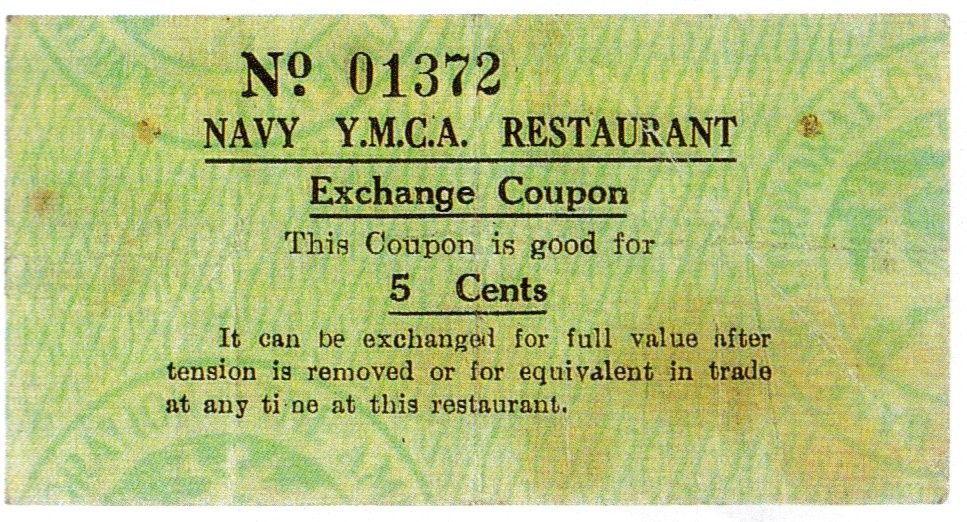 Nº 01372
NAVY Y.M.C.A. RESTAURANT
Exchange Coupon
This Coupon is good for
5 Cents
It can be exchanged for full value after
tension is removed or for equivalent in trade
at any ti ne at this restaurant.